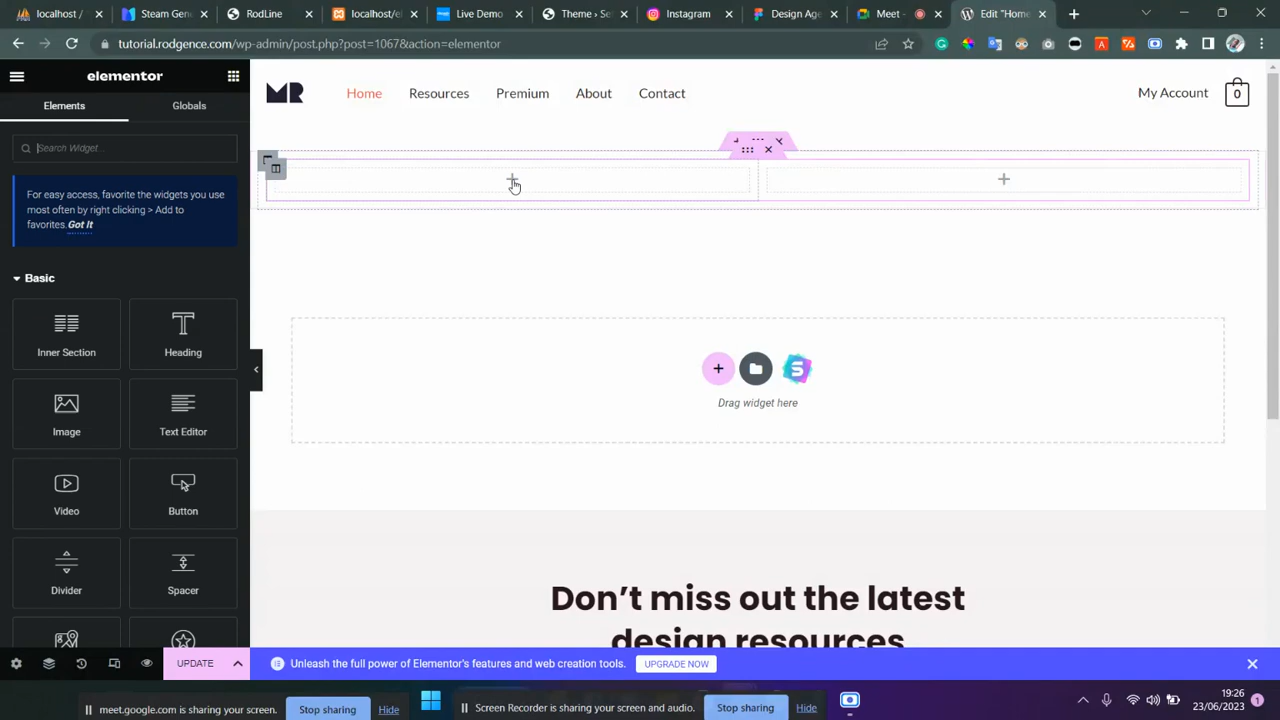 localhost/
Steam Gene
DORLine
localhost/e
Live Demo
Theme › Se
Instagram
Design Age
Meet
Edit "Home
tutorial.rodgence.com/wp-admin/post.php?post=1067&action=elementor
elementor
Elements
Globals
Search Widget...
For easy access, favorite the widgets you
use most often by right clicking > Add to
favorites.Got It
Basic
Inner Section
Heading
Image
Text Editor
Video
Button
Divider
Spacer
UPDATE
MR
Home
Resources
Premium
About
Contact
My Account
0
Drag widget here
Don't miss out the latest
design resources
Unleash the full power of Elementor's features and web creation tools.
UPGRADE NOW
meet.google.com is sharing your screen.
Stop sharing
Hide
Screen Recorder is sharing your screen and audio.
Stop sharing
Hide
19:26
23/06/2023
1